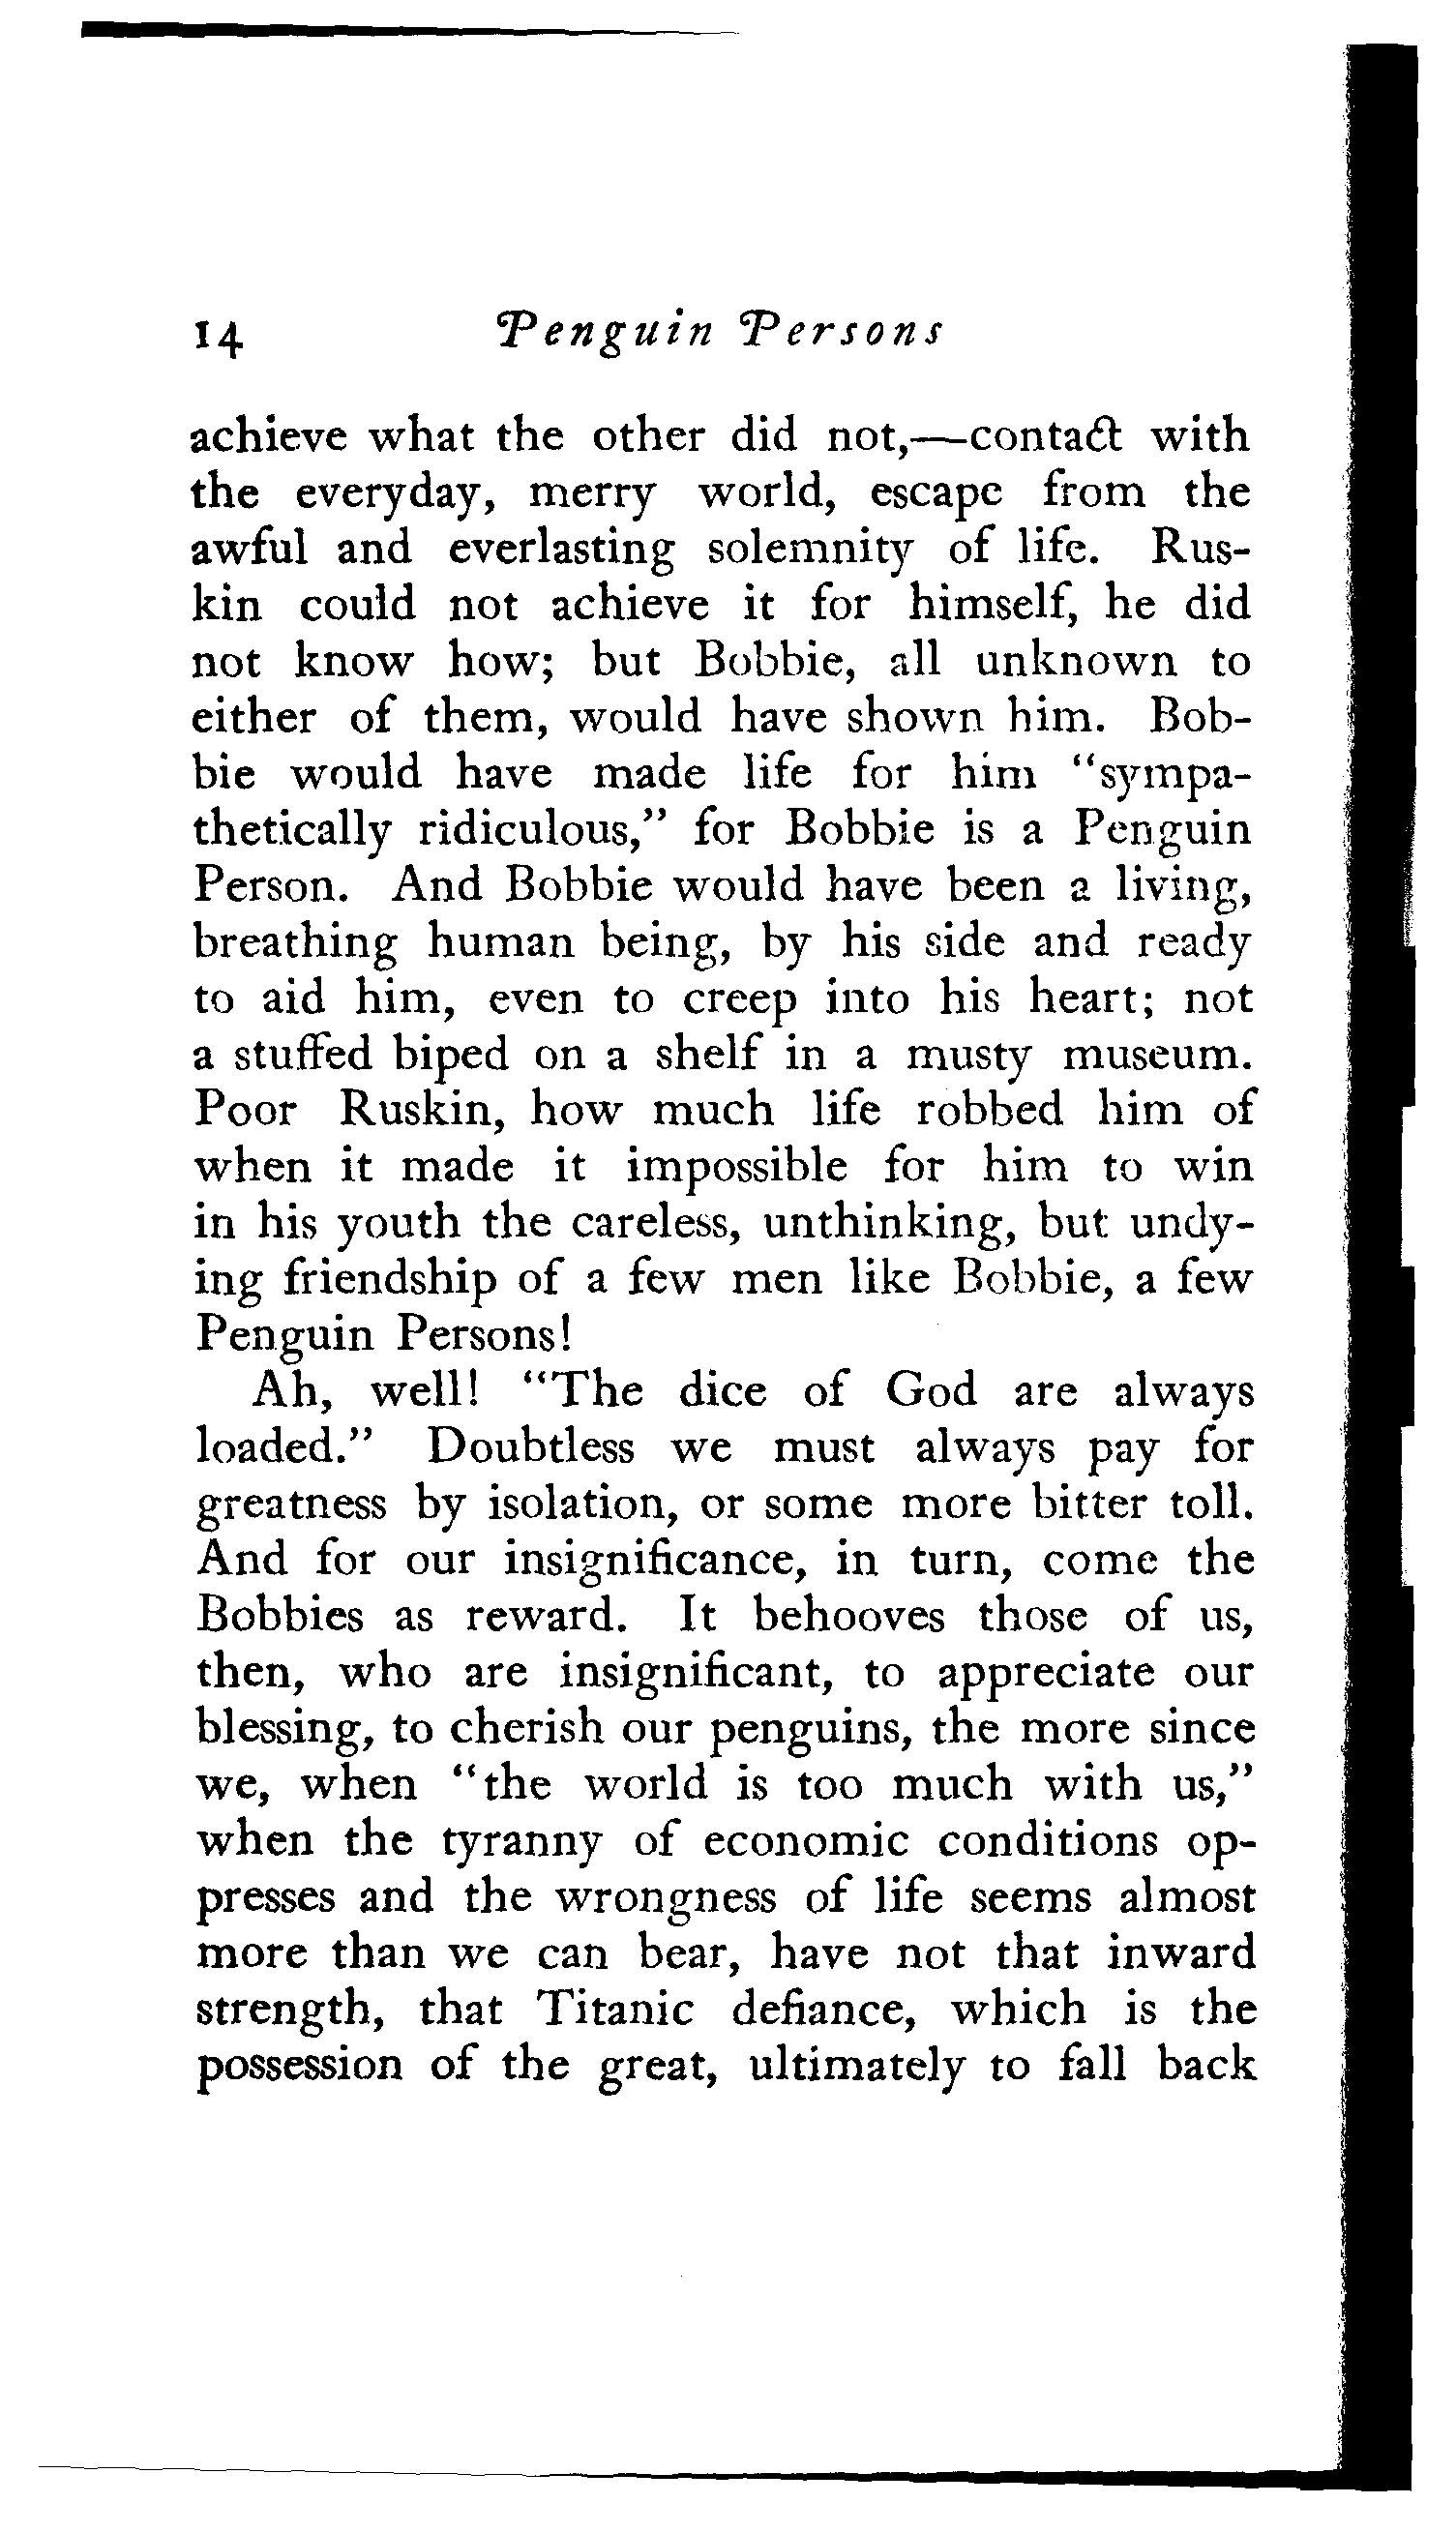 14 Penguin Persons
achieve what the other did not,—contact with
the everyday, merry world, escape from the
awful and everlasting solemnity of life. Rus-
kin could not achieve it for himself, he did
not know how; but Bobbie, all unknown to
either of them, would have shown him. Bob-
bie would have made life for him "sympa-
thetically ridiculous," for Bobbie is a Penguin
Person. And Bobbie would have been a living,
breathing human being, by his side and ready
to aid him, even to creep into his heart; not
a stuffed biped on a shelf in a musty museum.
Poor Ruskin, how much life robbed him of
when it made it impossible for him to win
in his youth the careless, unthinking, but undy-
ing friendship of a few men like Bobbie, a few
Penguin Persons!
Ah, well! "The dice of God are always
loaded." Doubtless we must always pay for
greatness by isolation, or some more bitter toll.
And for our insignificance, in turn, come the
Bobbies as reward. It behooves those of us,
then, who are insignificant, to appreciate our
blessing, to cherish our penguins, the more since
we, when "the world is too much with us,"
when the tyranny of economic conditions op-
presses and the wrongness of life seems almost
more than we can bear, have not that inward
strength, that Titanic defiance, which is the
possession of the great, ultimately to fall back